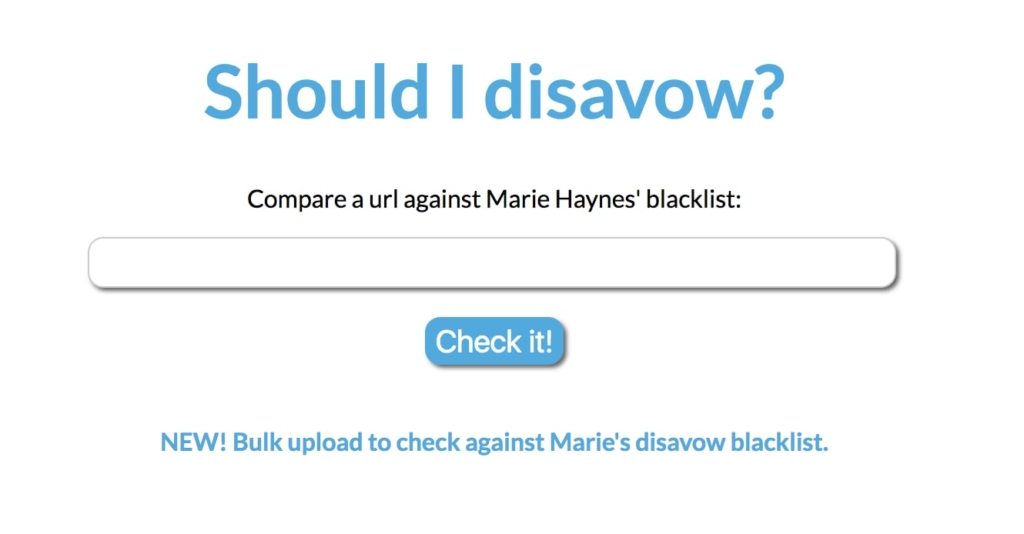 Should I disavow?
Compare a url against Marie Haynes' blacklist:
Check it!
NEW! Bulk upload to check against Marie's disavow blacklist.